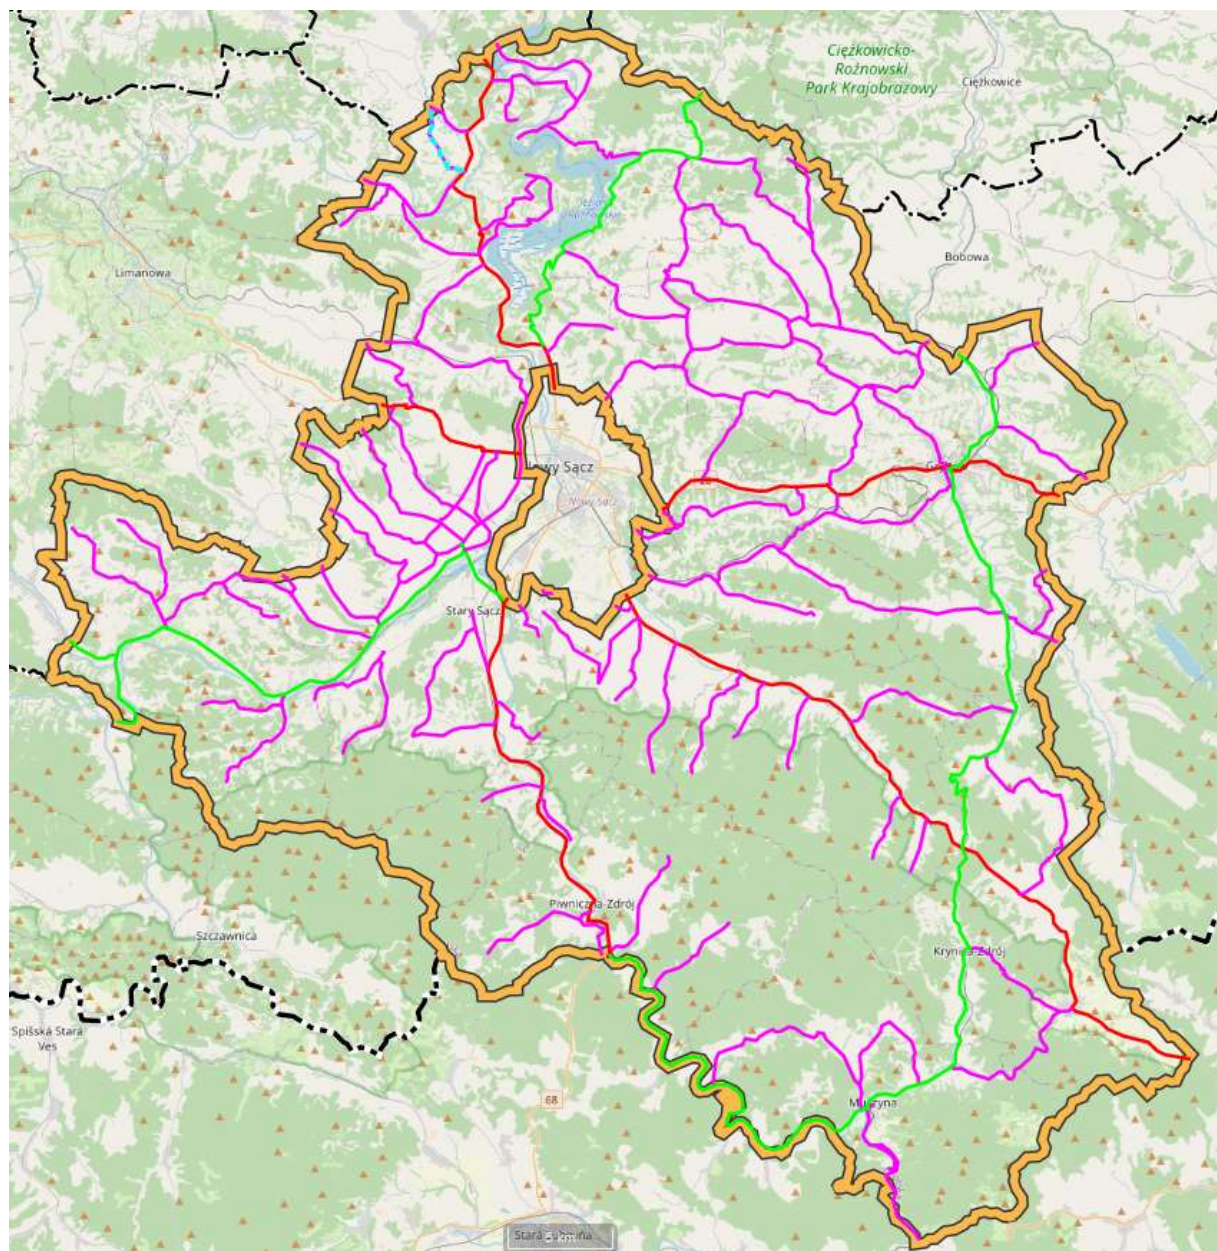 Ciężkowicko-
Rożnowski
Park Krajobrazowy
Ciężkowice
Bobowa
Limanowa
Nowy Sącz
Nowy Sącz
28
Stary Sącz
Piwniczna-Zdrój
Szczawnica
Krynica-Zdrój
Spišská Stará
Ves
68
Muszyna